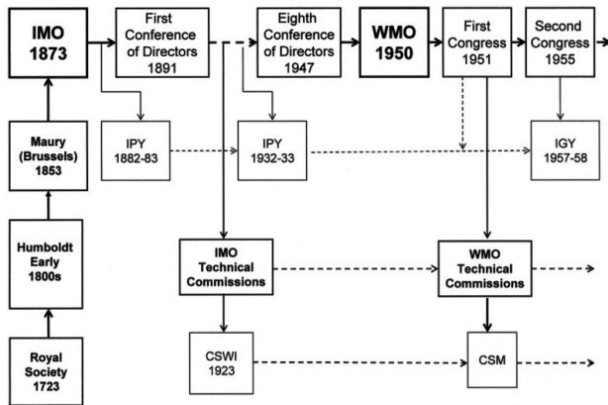 IMO
1873
First
Conference
of Directors
1891
Eighth
Conference
of Directors
1947
WMO
1950
First
Congress
1951
Second
Congress
1955
Maury
(Brussels)
1853
IPY
1882-83
IPY
1932-33
IGY
1957-58
Humboldt
Early
1800s
IMO
Technical
Commissions
WMO
Technical
Commissions
Royal
Society
1723
CSWI
1923
CSM